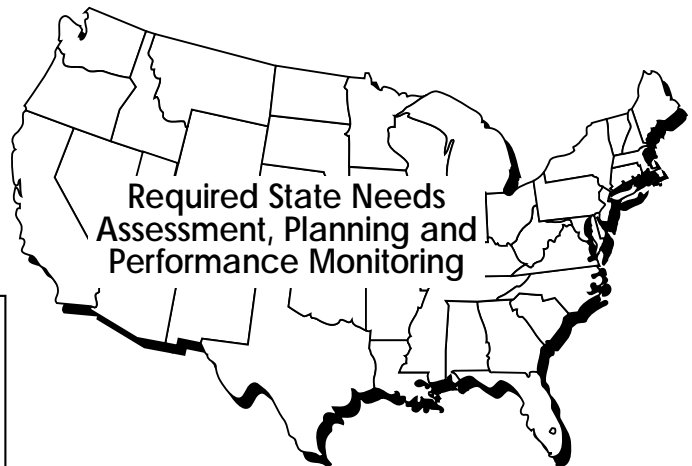 Required State Needs
Assessment, Planning and
Performance Monitoring